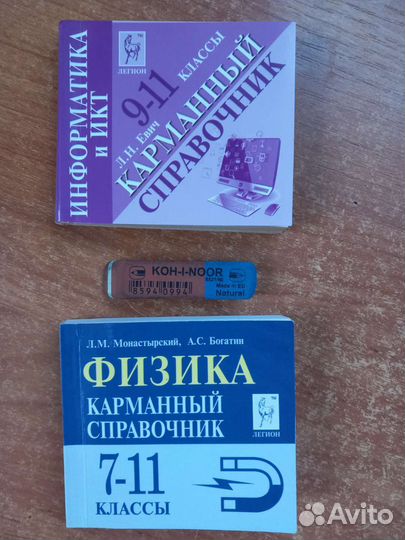 ИНФОРМАТИКА
и ИКТ
ЛЕГИОН
9-11 КЛАССЫ
Л.Н. Евич
КАРМАННЫЙ
СПРАВОЧНИК
KOH-I-NOOR
Made in EU
Natural
8594 0994
Л.М. Монастырский, А.С. Богатин
ФИЗИКА
КАРМАННЫЙ
СПРАВОЧНИК
ЛЕГИОН
7-11
КЛАССЫ
Avito